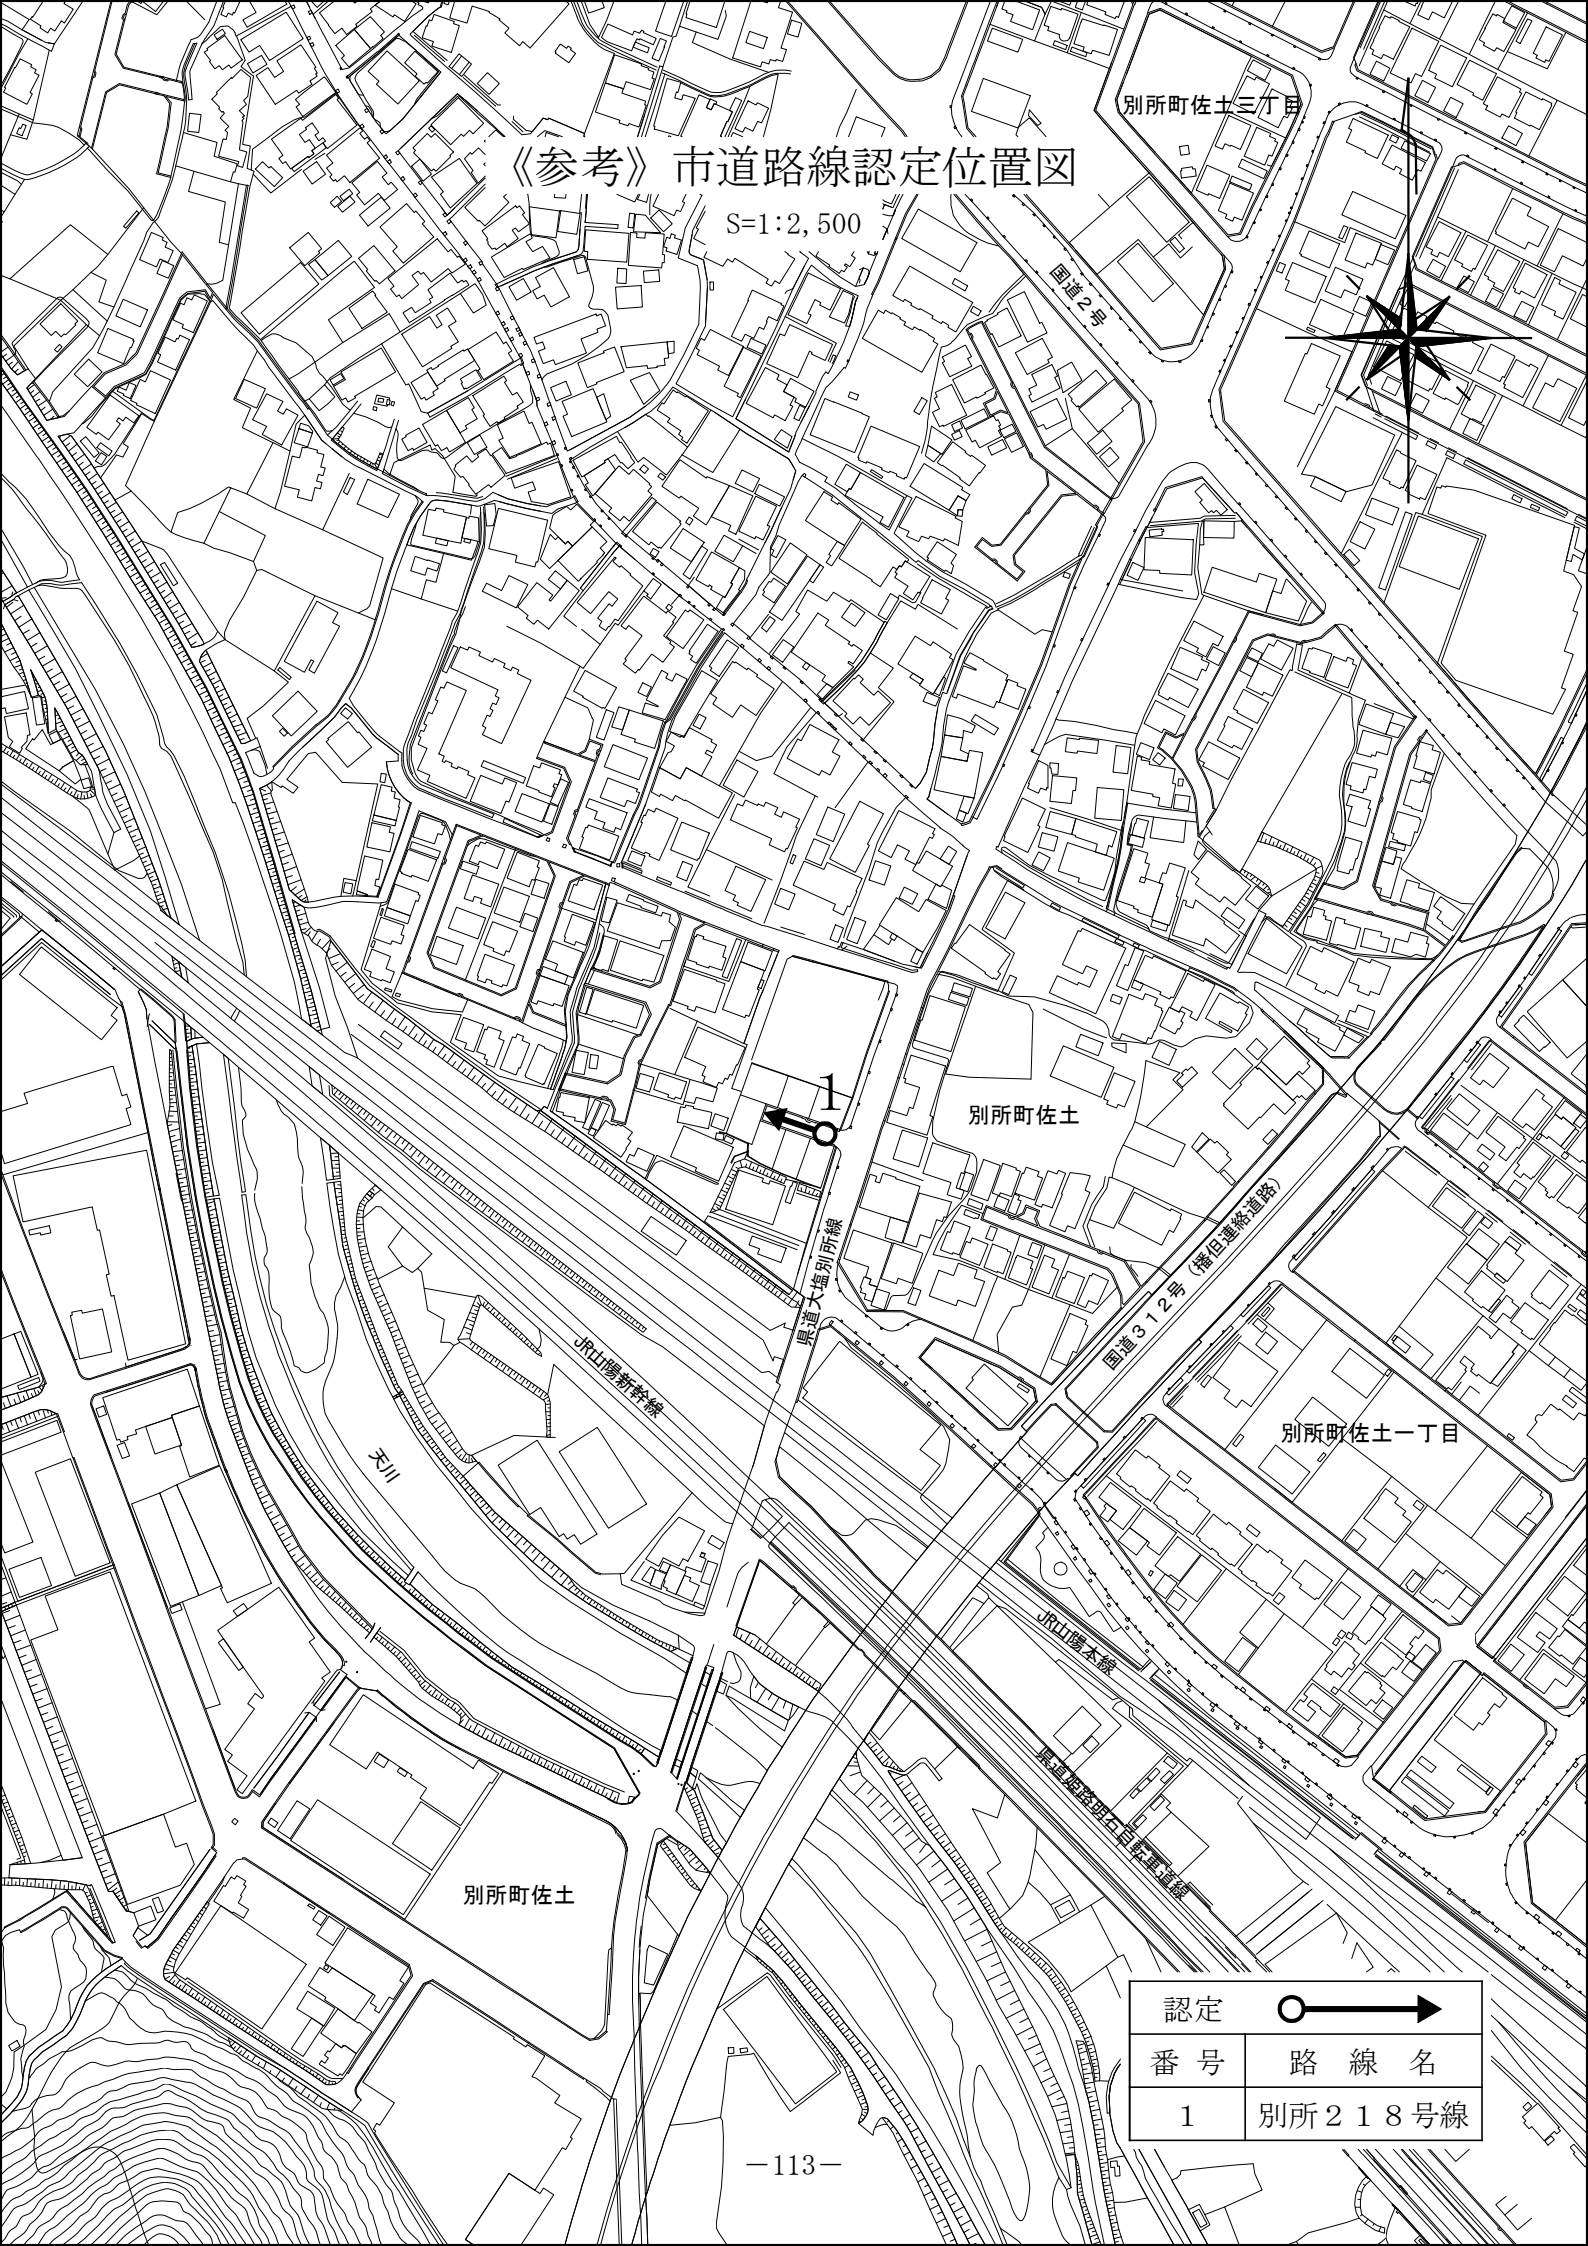 別所町佐土三丁目
《参考》市道路線認定位置図
S=1:2,500
国道2号
1
別所町佐土
県道大塩別所線
国道312号（播但連絡道路）
JR山陽新幹線
別所町佐土一丁目
天川
JR山陽本線
県道姫路明石自転車道線
別所町佐土
認定
番号 路線名
1 別所218号線
－113－